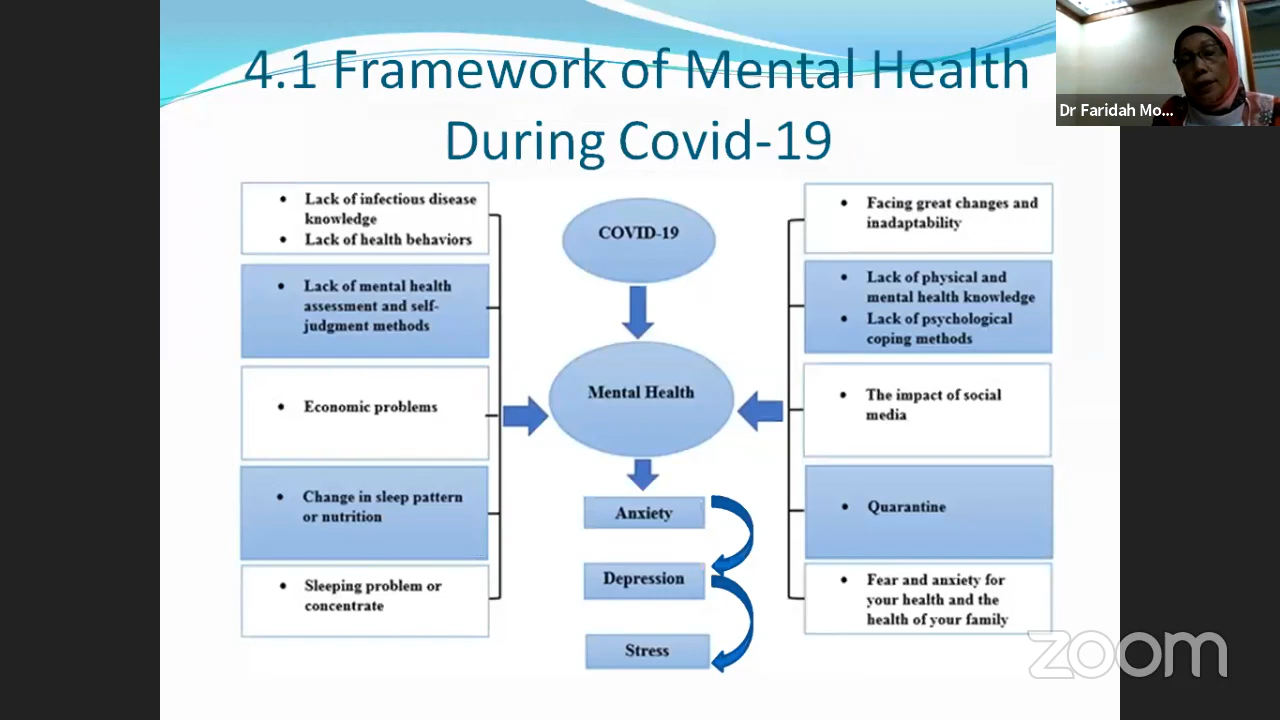 4.1 Framework of Mental Health
During Covid-19
Dr Faridah Mo...
• Lack of infectious disease
knowledge
• Lack of health behaviors
• Lack of mental health
assessment and self-
judgment methods
• Economic problems
• Change in sleep pattern
or nutrition
• Sleeping problem or
concentrate
COVID-19
Mental Health
Anxiety
Depression
Stress
• Facing great changes and
inadaptability
• Lack of physical and
mental health knowledge
• Lack of psychological
coping methods
• The impact of social
media
• Quarantine
• Fear and anxiety for
your health and the
health of your family
zoom